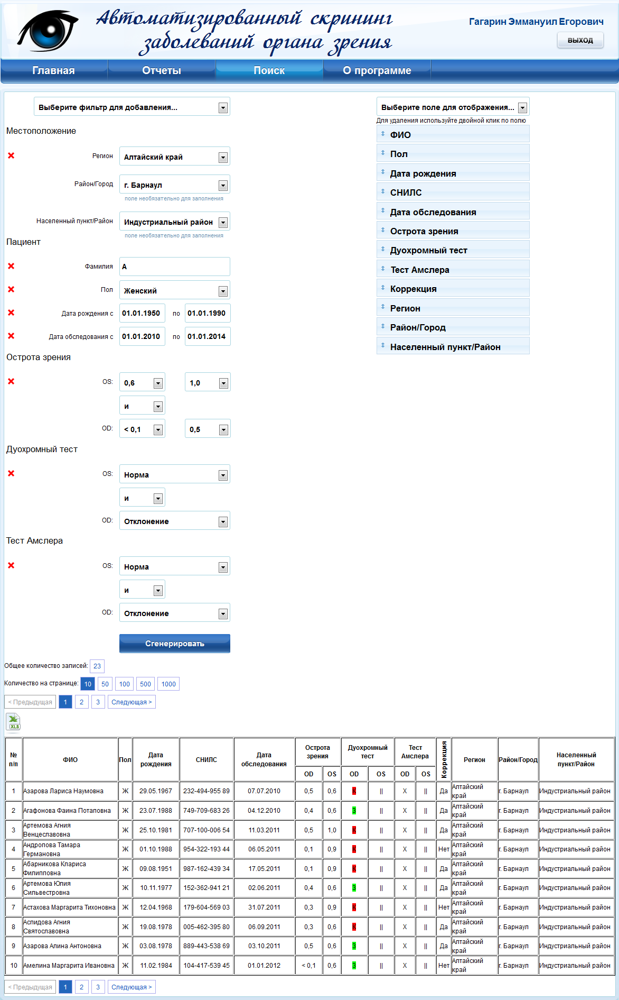 Автоматизированный скрининг
заболеваний органа зрения
Гагарин Эммануил Егорович
выход
Главная Отчеты Поиск О программе
Выберите фильтр для добавления...
Местоположение
Регион Алтайский край
Район/Город г. Барнаул
поле необязательно для заполнения
Населенный пункт/Район Индустриальный район
поле необязательно для заполнения
Пациент
Фамилия А
Пол Женский
Дата рождения с 01.01.1950 по 01.01.1990
Дата обследования с 01.01.2010 по 01.01.2014
Острота зрения
OS: 0,6 1,0
и
OD: < 0,1 0,5
Дуохромный тест
OS: Норма
и
OD: Отклонение
Тест Амслера
OS: Норма
и
OD: Отклонение
Сгенерировать
Выберите поле для отображения...
Для удаления используйте двойной клик по полю
ФИО
Пол
Дата рождения
СНИЛС
Дата обследования
Острота зрения
Дуохромный тест
Тест Амслера
Коррекция
Регион
Район/Город
Населенный пункт/Район
Общее количество записей: 23
Количество на странице: 10 50 100 500 1000
< Предыдущая 1 2 3 Следующая >
XLS
№ п/п ФИО Пол Дата рождения СНИЛС Дата обследования Острота зрения Дуохромный тест Тест Амслера Коррекция Регион Район/Город Населенный пункт/Район
OD OS OD OS OD OS
1 Азарова Лариса Наумовна Ж 29.05.1967 232-494-955 89 07.07.2010 0,5 0,6 К || X || Да Алтайский край г. Барнаул Индустриальный район
2 Агафонова Фаина Потаповна Ж 23.07.1988 749-709-683 26 04.12.2010 0,4 0,6 З || X || Да Алтайский край г. Барнаул Индустриальный район
3 Артемова Агния Венцеславовна Ж 25.10.1981 707-100-006 54 11.03.2011 0,5 1,0 К || X || Да Алтайский край г. Барнаул Индустриальный район
4 Андропова Тамара Германовна Ж 01.10.1988 954-322-193 44 06.05.2011 0,1 0,9 К || X || Нет Алтайский край г. Барнаул Индустриальный район
5 Абарникова Клариса Филипповна Ж 09.08.1951 987-162-439 34 17.05.2011 0,1 0,9 К || X || Да Алтайский край г. Барнаул Индустриальный район
6 Артемова Юлия Сильвестровна Ж 10.11.1977 152-362-941 21 02.06.2011 0,4 0,6 З || X || Да Алтайский край г. Барнаул Индустриальный район
7 Астахова Маргарита Тихоновна Ж 12.04.1968 179-604-569 03 31.07.2011 0,3 0,9 К || X || Нет Алтайский край г. Барнаул Индустриальный район
8 Аспидова Агния Святославовна Ж 19.08.1978 005-462-395 80 06.09.2011 0,3 0,6 К || X || Да Алтайский край г. Барнаул Индустриальный район
9 Азарова Алина Антоновна Ж 03.08.1978 889-443-538 69 03.10.2011 0,5 0,6 З || X || Да Алтайский край г. Барнаул Индустриальный район
10 Амелина Маргарита Ивановна Ж 11.02.1984 104-417-539 45 01.01.2012 < 0,1 0,6 З || X || Нет Алтайский край г. Барнаул Индустриальный район
< Предыдущая 1 2 3 Следующая >